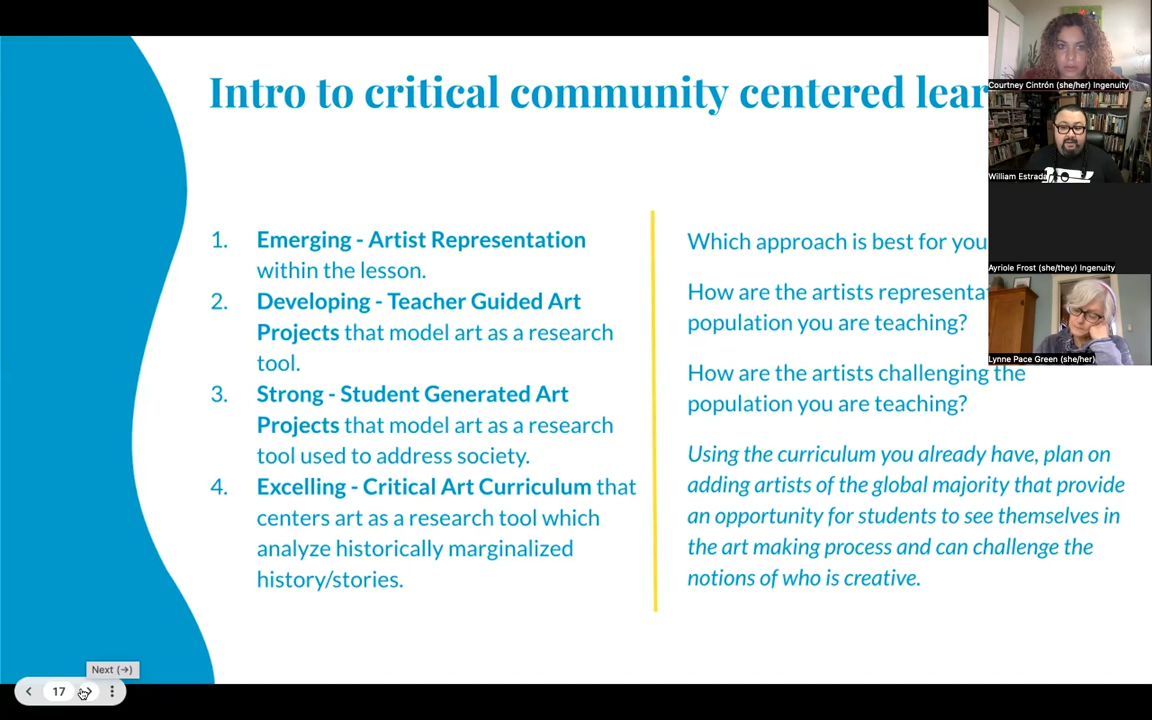 Intro to critical community centered lear
1. Emerging - Artist Representation
within the lesson.
2. Developing - Teacher Guided Art
Projects that model art as a research
tool.
3. Strong - Student Generated Art
Projects that model art as a research
tool used to address society.
4. Excelling - Critical Art Curriculum that
centers art as a research tool which
analyze historically marginalized
history/stories.
Which approach is best for you
How are the artists representa
population you are teaching?
How are the artists challenging the
population you are teaching?
Using the curriculum you already have, plan on
adding artists of the global majority that provide
an opportunity for students to see themselves in
the art making process and can challenge the
notions of who is creative.
Courtney Cintrón (she/her) Ingenuity
William Estrada
Ayriole Frost (she/they) Ingenuity
Lynne Pace Green (she/her)
Next (→)
17